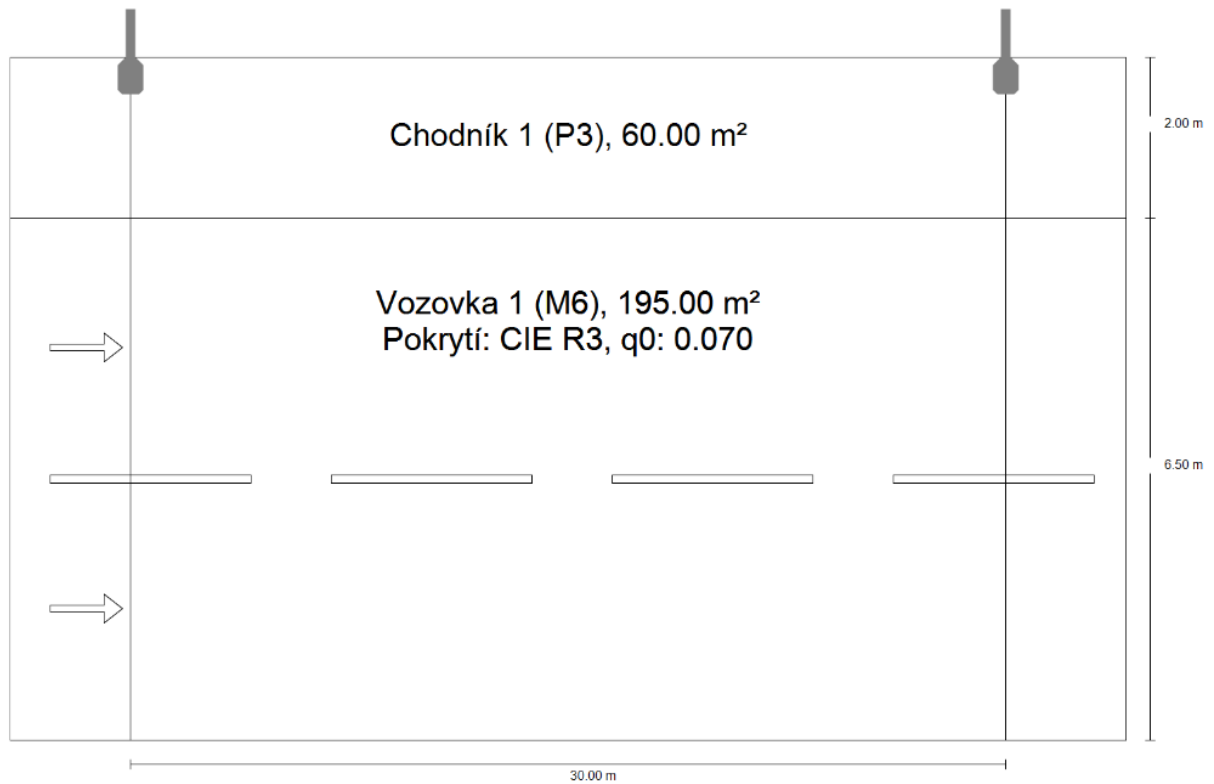 Chodník 1 (P3), 60.00 m²
2.00 m
Vozovka 1 (M6), 195.00 m²
Pokrytí: CIE R3, q0: 0.070
6.50 m
30.00 m